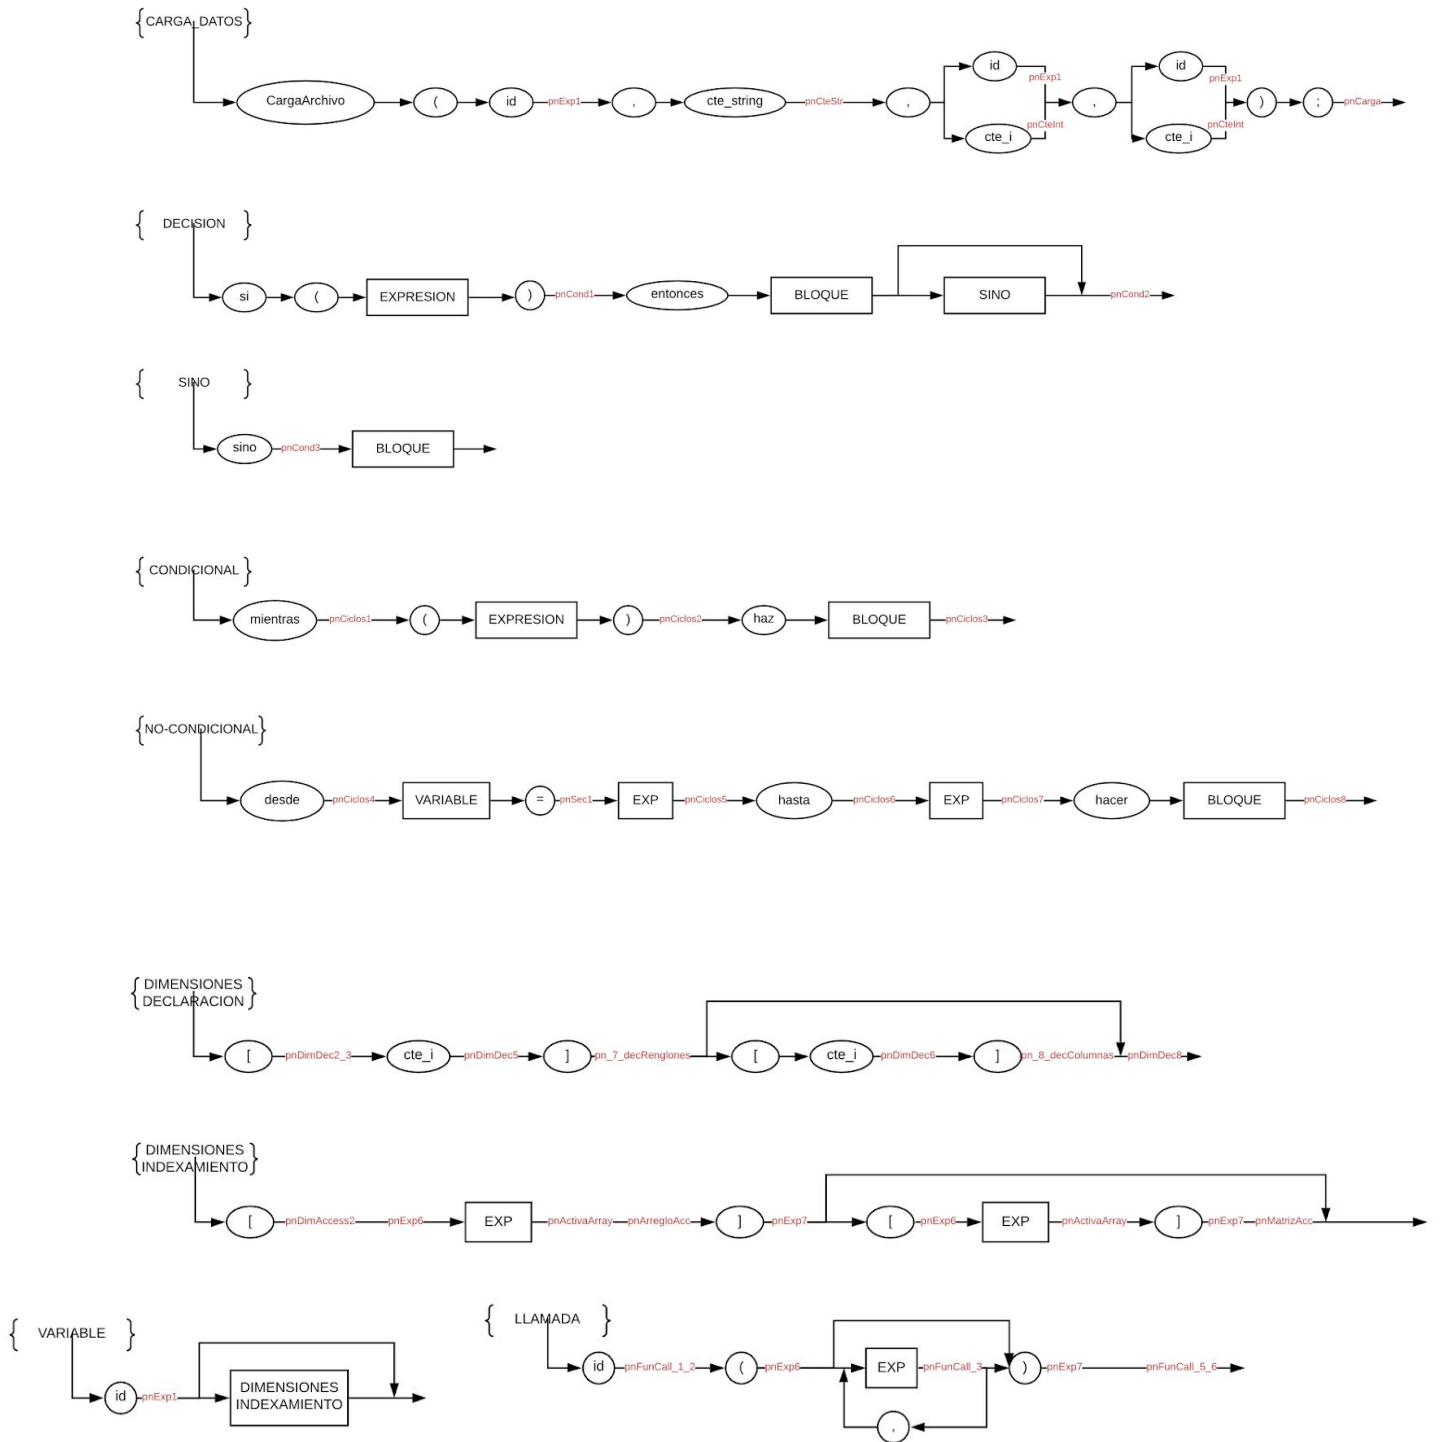 { CARGA_DATOS }
CargaArchivo ( id pnExp1 , cte_string pnCteStr , id pnExp1 cte_i pnCteInt , id pnExp1 cte_i pnCteInt ) ; pnCarga
{ DECISION }
si ( EXPRESION ) pnCond1 entonces BLOQUE SINO pnCond2
{ SINO }
sino pnCond3 BLOQUE
{ CONDICIONAL }
mientras pnCiclos1 ( EXPRESION ) pnCiclos2 haz BLOQUE pnCiclos3
{ NO-CONDICIONAL }
desde pnCiclos4 VARIABLE = pnSec1 EXP pnCiclos5 hasta pnCiclos6 EXP pnCiclos7 hacer BLOQUE pnCiclos8
{ DIMENSIONES
DECLARACION }
[ pnDimDec2_3 cte_i pnDimDec5 ] pn_7_decRenglones [ cte_i pnDimDec6 ] pn_8_decColumnas pnDimDec8
{ DIMENSIONES
INDEXAMIENTO }
[ pnDimAccess2 pnExp6 EXP pnActivaArray pnArregloAcc ] pnExp7 [ pnExp6 EXP pnActivaArray ] pnExp7 pnMatrizAcc
{ VARIABLE }
id pnExp1 DIMENSIONES
INDEXAMIENTO
{ LLAMADA }
id pnFunCall_1_2 ( pnExp6 EXP pnFunCall_3 ) pnExp7 pnFunCall_5_6
,